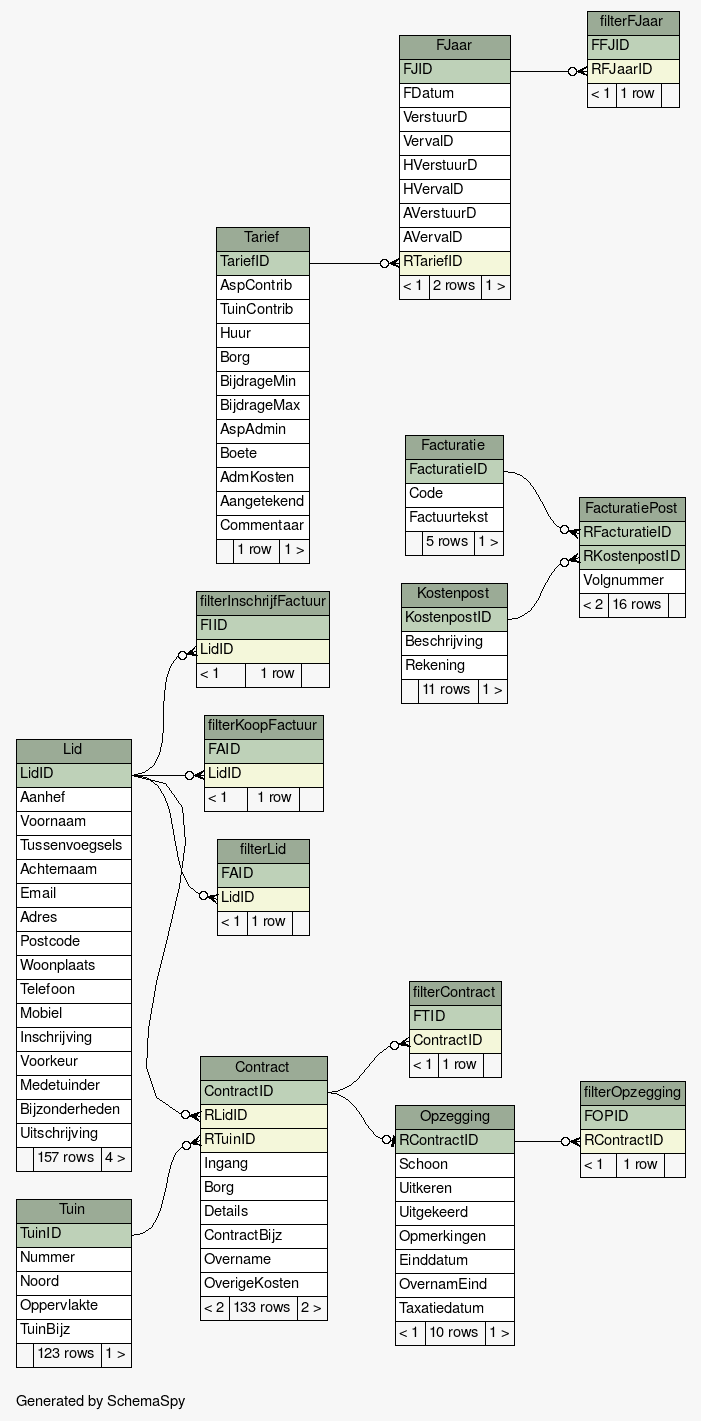 filterFJaar
FFJID
RFJaarID
< 1 1 row
FJaar
FJID
FDatum
VerstuurD
VervalD
HVerstuurD
HVervalD
AVerstuurD
AVervalD
RTariefID
< 1 2 rows 1 >
Tarief
TariefID
AspContrib
TuinContrib
Huur
Borg
BijdrageMin
BijdrageMax
AspAdmin
Boete
AdmKosten
Aangetekend
Commentaar
1 row 1 >
Facturatie
FacturatieID
Code
Factuurtekst
5 rows 1 >
FacturatiePost
RFacturatieID
RKostenpostID
Volgnummer
< 2 16 rows
Kostenpost
KostenpostID
Beschrijving
Rekening
11 rows 1 >
filterInschrijfFactuur
FIID
LidID
< 1 1 row
filterKoopFactuur
FAID
LidID
< 1 1 row
filterLid
FAID
LidID
< 1 1 row
Lid
LidID
Aanhef
Voornaam
Tussenvoegsels
Achternaam
Email
Adres
Postcode
Woonplaats
Telefoon
Mobiel
Inschrijving
Voorkeur
Medetuinder
Bijzonderheden
Uitschrijving
157 rows 4 >
filterContract
FTID
ContractID
< 1 1 row
Contract
ContractID
RLidID
RTuinID
Ingang
Borg
Details
ContractBijz
Overname
OverigeKosten
< 2 133 rows 2 >
filterOpzegging
FOPID
RContractID
< 1 1 row
Opzegging
RContractID
Schoon
Uitkeren
Uitgekeerd
Opmerkingen
Einddatum
OvernamEind
Taxatiedatum
< 1 10 rows 1 >
Tuin
TuinID
Nummer
Noord
Oppervlakte
TuinBijz
123 rows 1 >
Generated by SchemaSpy